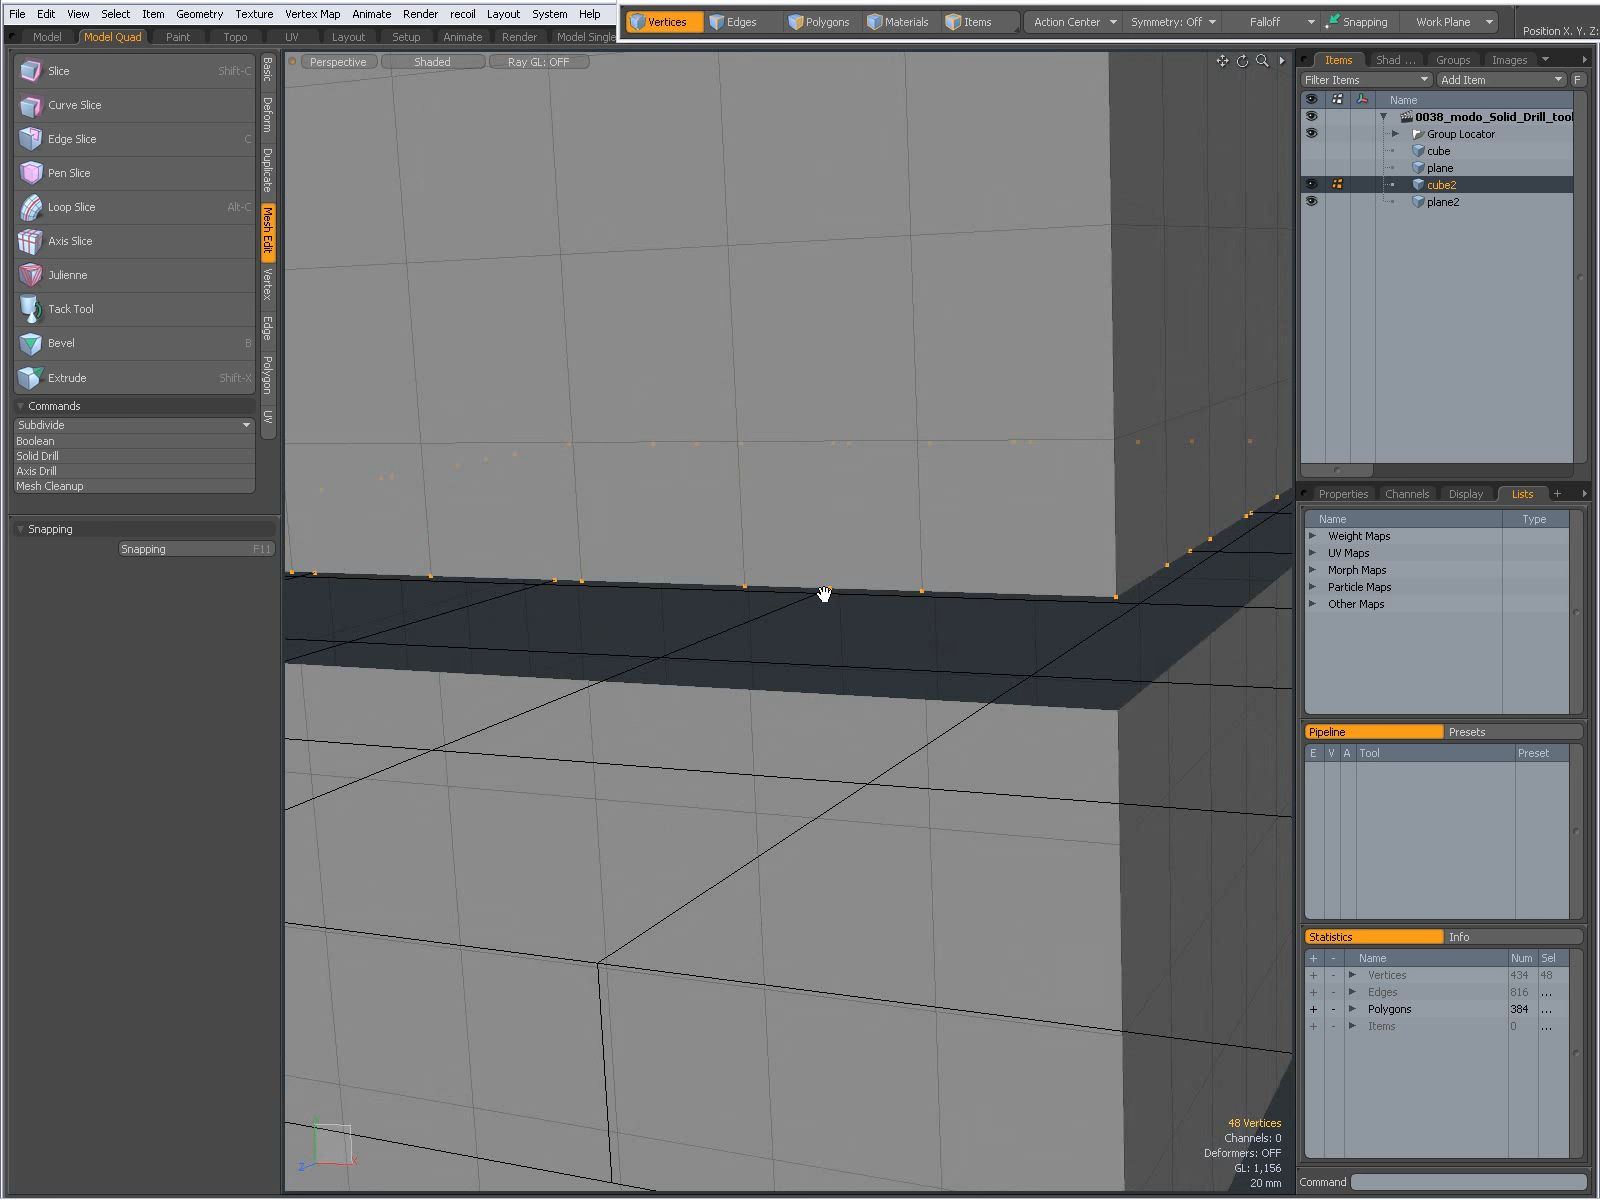 File Edit View Select Item Geometry Texture Vertex Map Animate Render recoil Layout System Help
Vertices Edges Polygons Materials Items Action Center Symmetry: Off Falloff Snapping Work Plane Position X, Y, Z:
Model Model Quad Paint Topo UV Layout Setup Animate Render Model Single
Slice Shift-C
Curve Slice
Edge Slice C
Pen Slice
Loop Slice Alt-C
Axis Slice
Julienne
Tack Tool
Bevel B
Extrude Shift-X
Commands
Subdivide
Boolean
Solid Drill
Axis Drill
Mesh Cleanup
Snapping
Snapping F11
Basic
Deform
Duplicate
Mesh Edit
Vertex
Edge
Polygon
UV
Perspective Shaded Ray GL: OFF
X
Z
48 Vertices
Channels: 0
Deformers: OFF
GL: 1,156
20 mm
Items Shad ... Groups Images
Filter Items Add Item F
Name
0038_modo_Solid_Drill_tool
Group Locator
cube
plane
cube2
plane2
Properties Channels Display Lists +
Name Type
Weight Maps
UV Maps
Morph Maps
Particle Maps
Other Maps
Pipeline Presets
E V A Tool Preset
Statistics Info
+ - Name Num Sel
+ - Vertices 434 48
+ - Edges 816 ...
+ - Polygons 384 ...
+ - Items 0 ...
Command